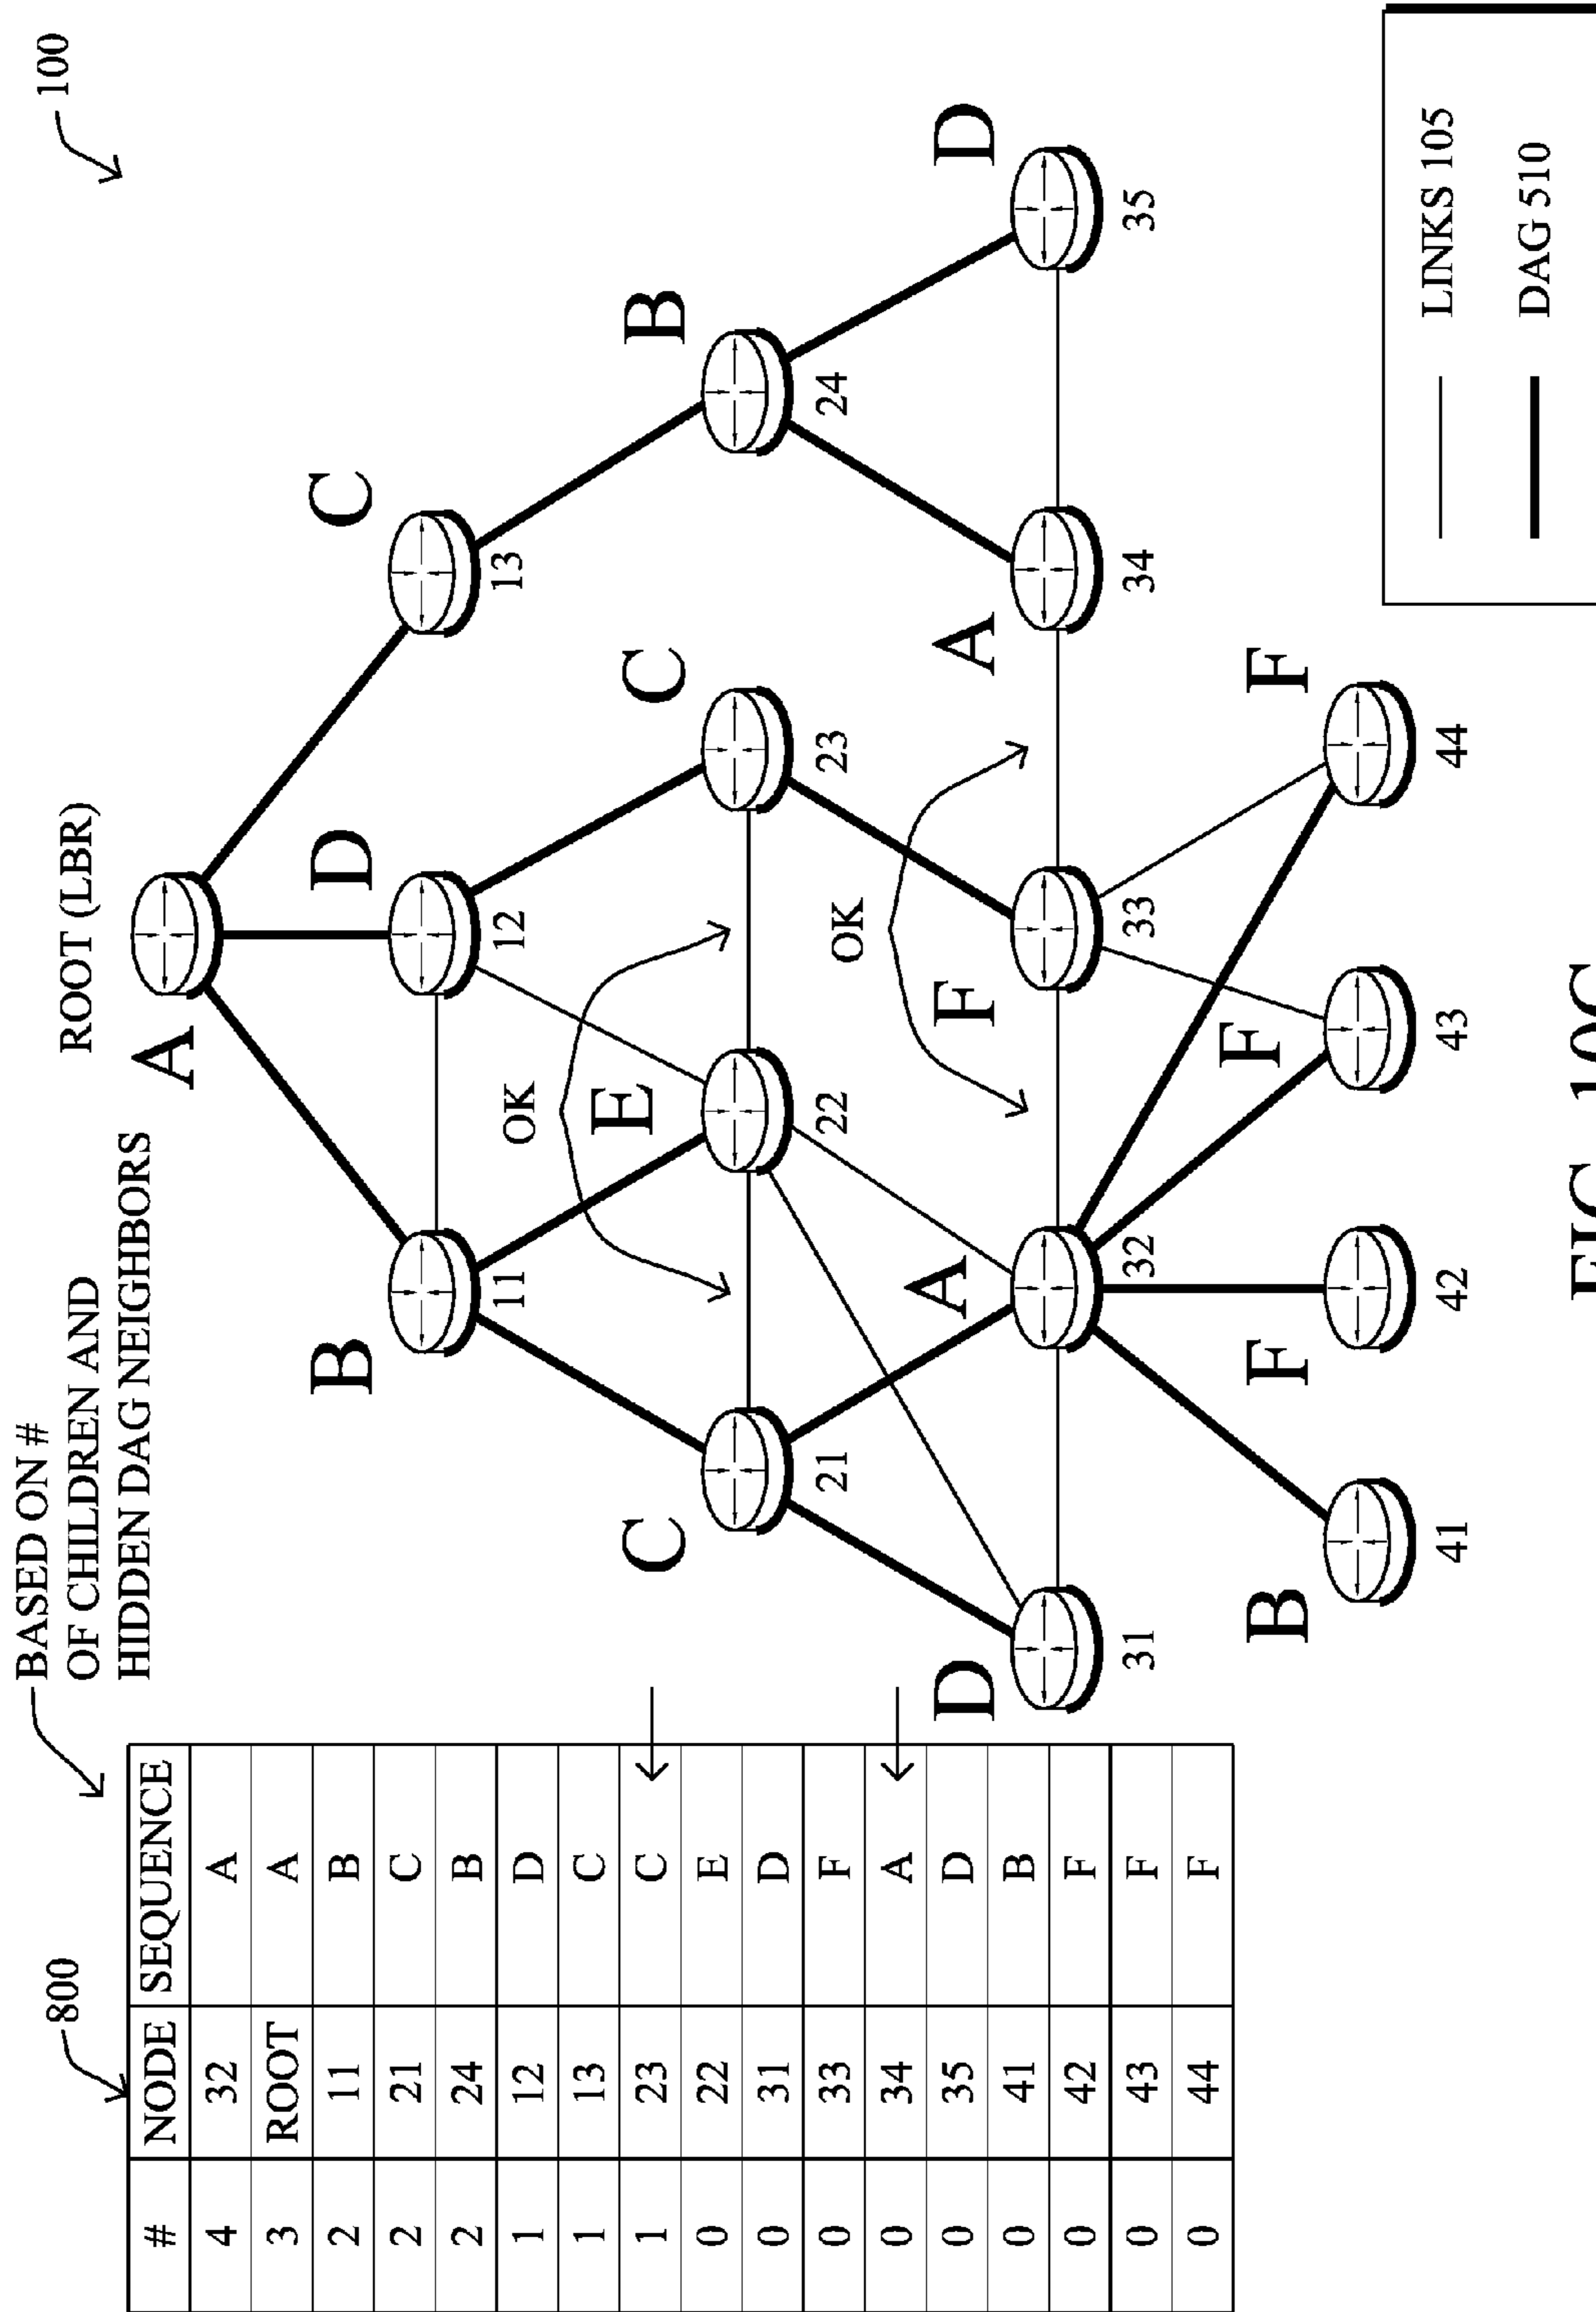 100
BASED ON #
OF CHILDREN AND
HIDDEN DAG NEIGHBORS
800
# NODE SEQUENCE
4 32 A
3 ROOT A
2 11 B
2 21 C
2 24 B
1 12 D
1 13 C
1 23 C
0 22 E
0 31 D
0 33 F
0 34 A
0 35 D
0 41 B
0 42 F
0 43 F
0 44 F
ROOT (LBR)
A
B
11
D
12
C
13
OK
C
21
E
22
C
23
B
24
OK
D
31
A
32
F
33
A
34
D
35
B
41
F
42
F
43
F
44
LINKS 105
DAG 510
FIG. 10C